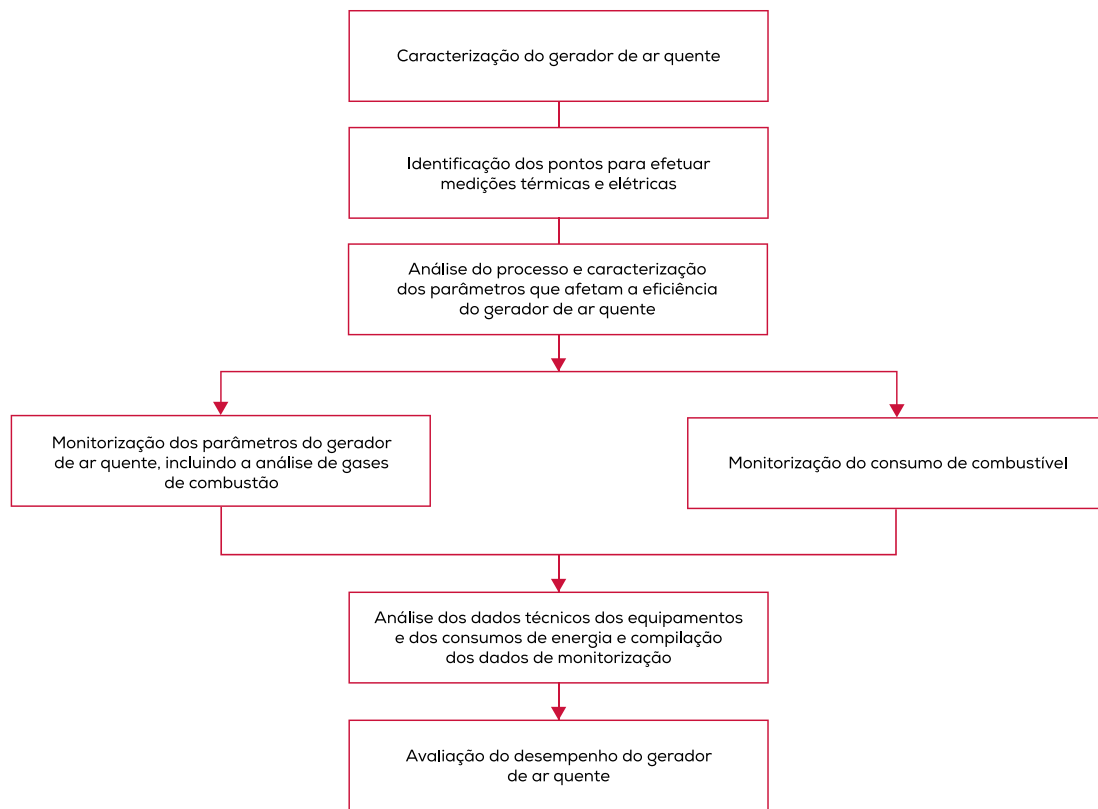 Caracterização do gerador de ar quente
Identificação dos pontos para efetuar
medições térmicas e elétricas
Análise do processo e caracterização
dos parâmetros que afetam a eficiência
do gerador de ar quente
Monitorização dos parâmetros do gerador
de ar quente, incluindo a análise de gases
de combustão
Monitorização do consumo de combustível
Análise dos dados técnicos dos equipamentos
e dos consumos de energia e compilação
dos dados de monitorização
Avaliação do desempenho do gerador
de ar quente